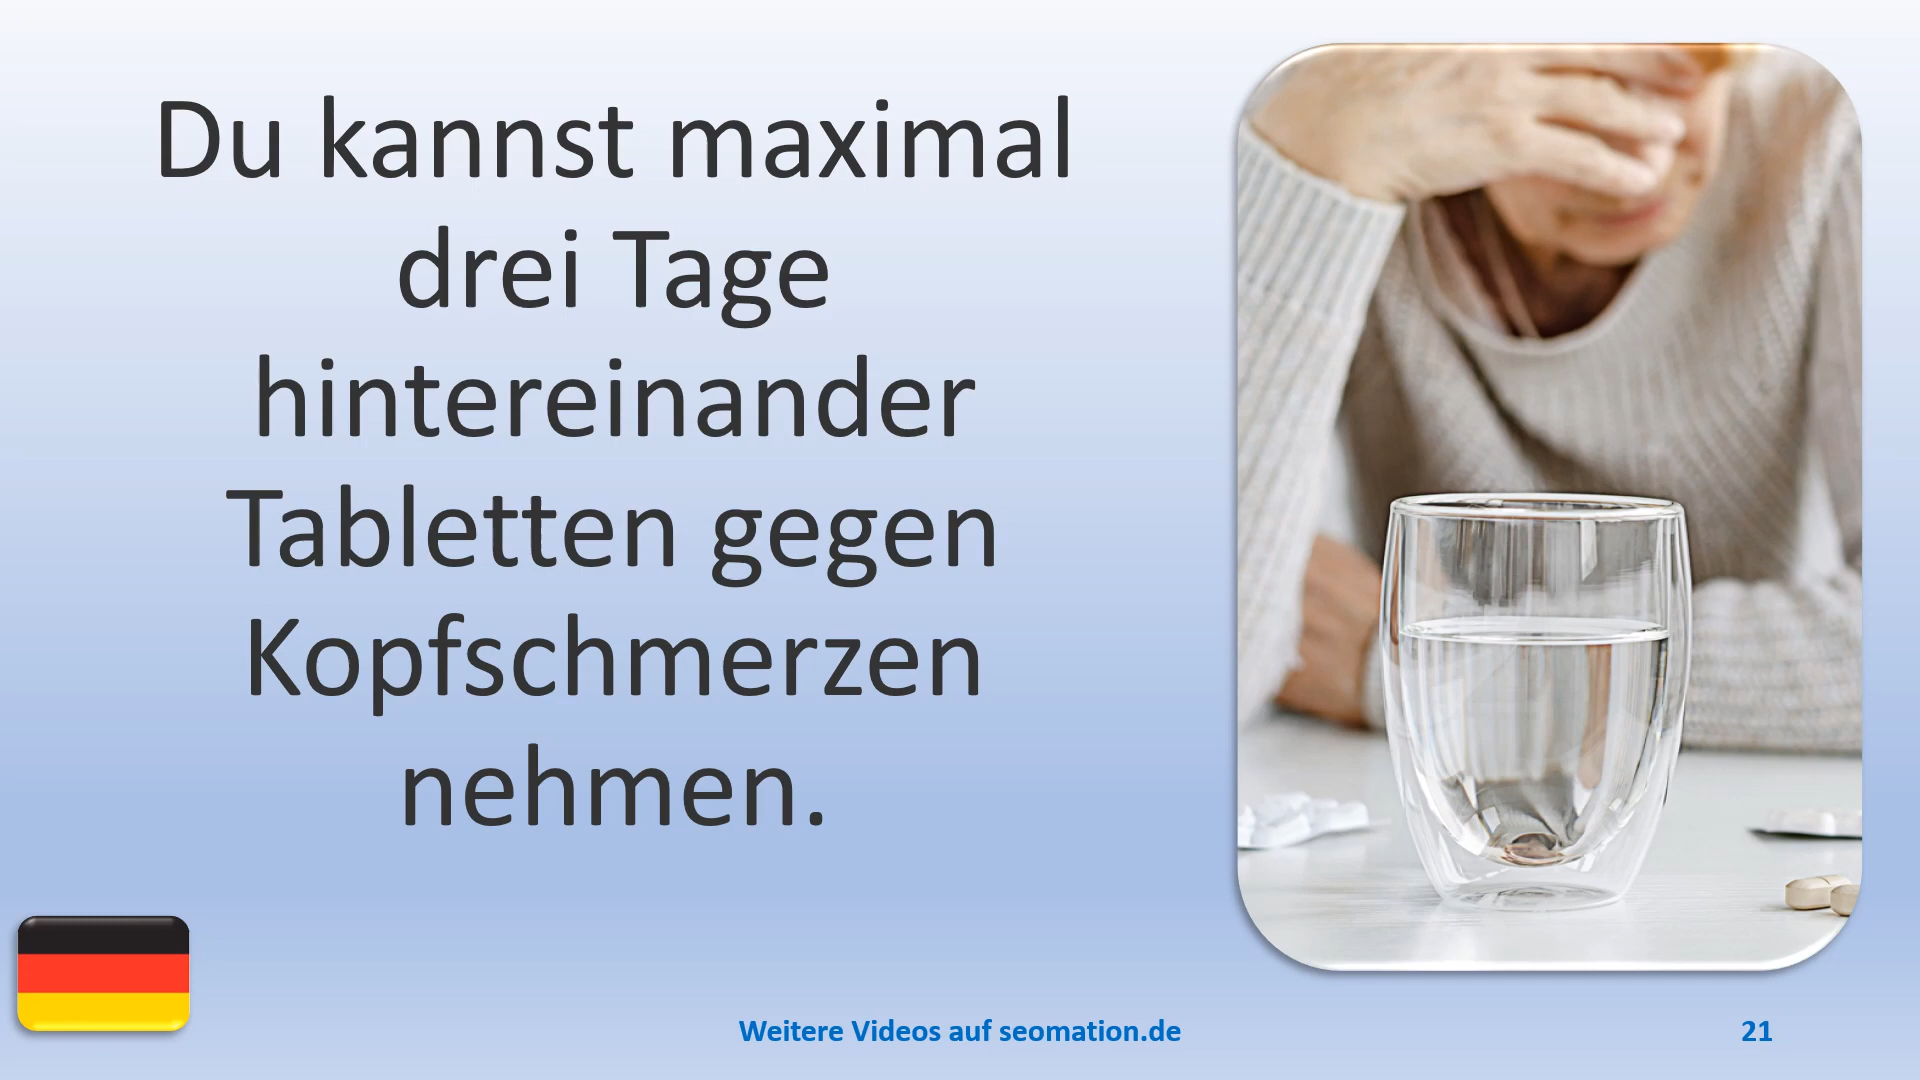 Du kannst maximal
drei Tage
hintereinander
Tabletten gegen
Kopfschmerzen
nehmen.
Weitere Videos auf seomation.de
21